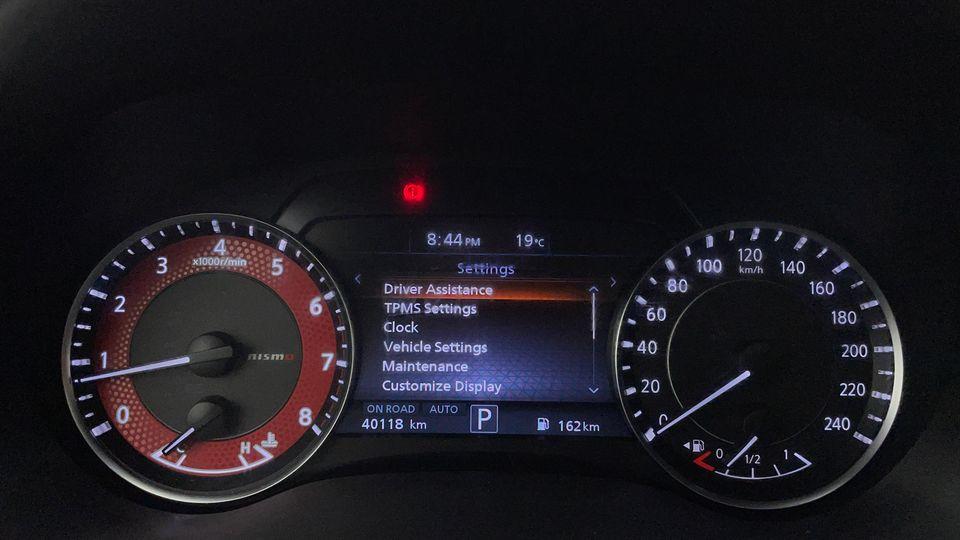 8:44 PM 19°C
Settings
Driver Assistance
TPMS Settings
Clock
Vehicle Settings
Maintenance
Customize Display
ON ROAD AUTO
40118 km
P
162km
0 1 2 3 4 5 6 7 8
x1000r/min
nismo
C H
0 20 40 60 80 100 120 140 160 180 200 220 240
km/h
0 1/2 1